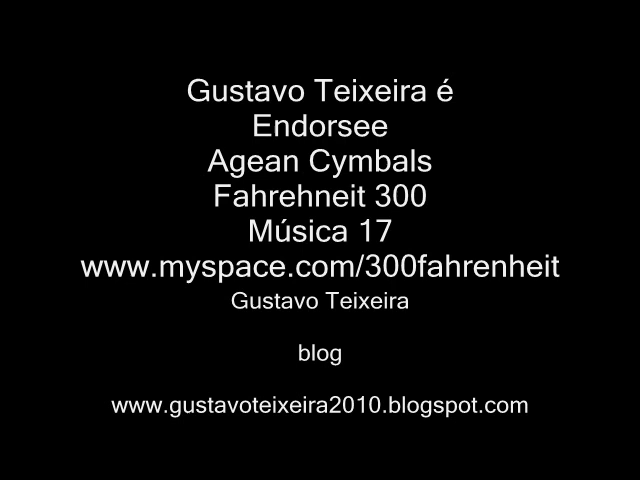 Gustavo Teixeira é
Endorsee
Agean Cymbals
Fahrehneit 300
Música 17
www.myspace.com/300fahrenheit
Gustavo Teixeira
blog
www.gustavoteixeira2010.blogspot.com